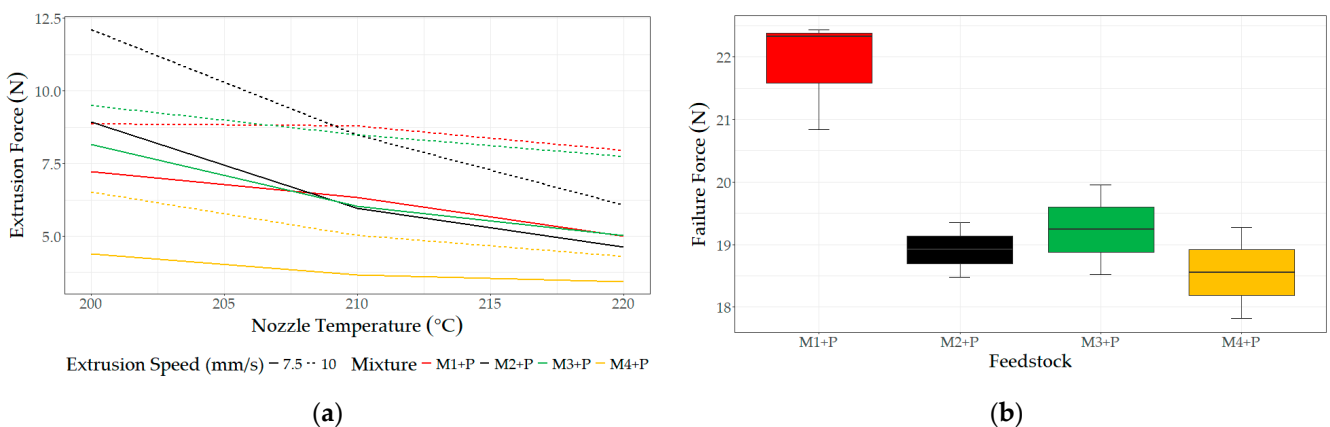 12.5
10.0
7.5
5.0
Extrusion Force (N)
200
205
210
215
220
Nozzle Temperature (°C)
Extrusion Speed (mm/s) 7.5 10 Mixture M1+P M2+P M3+P M4+P
(a)
22
21
20
19
18
Failure Force (N)
M1+P
M2+P
M3+P
M4+P
Feedstock
(b)